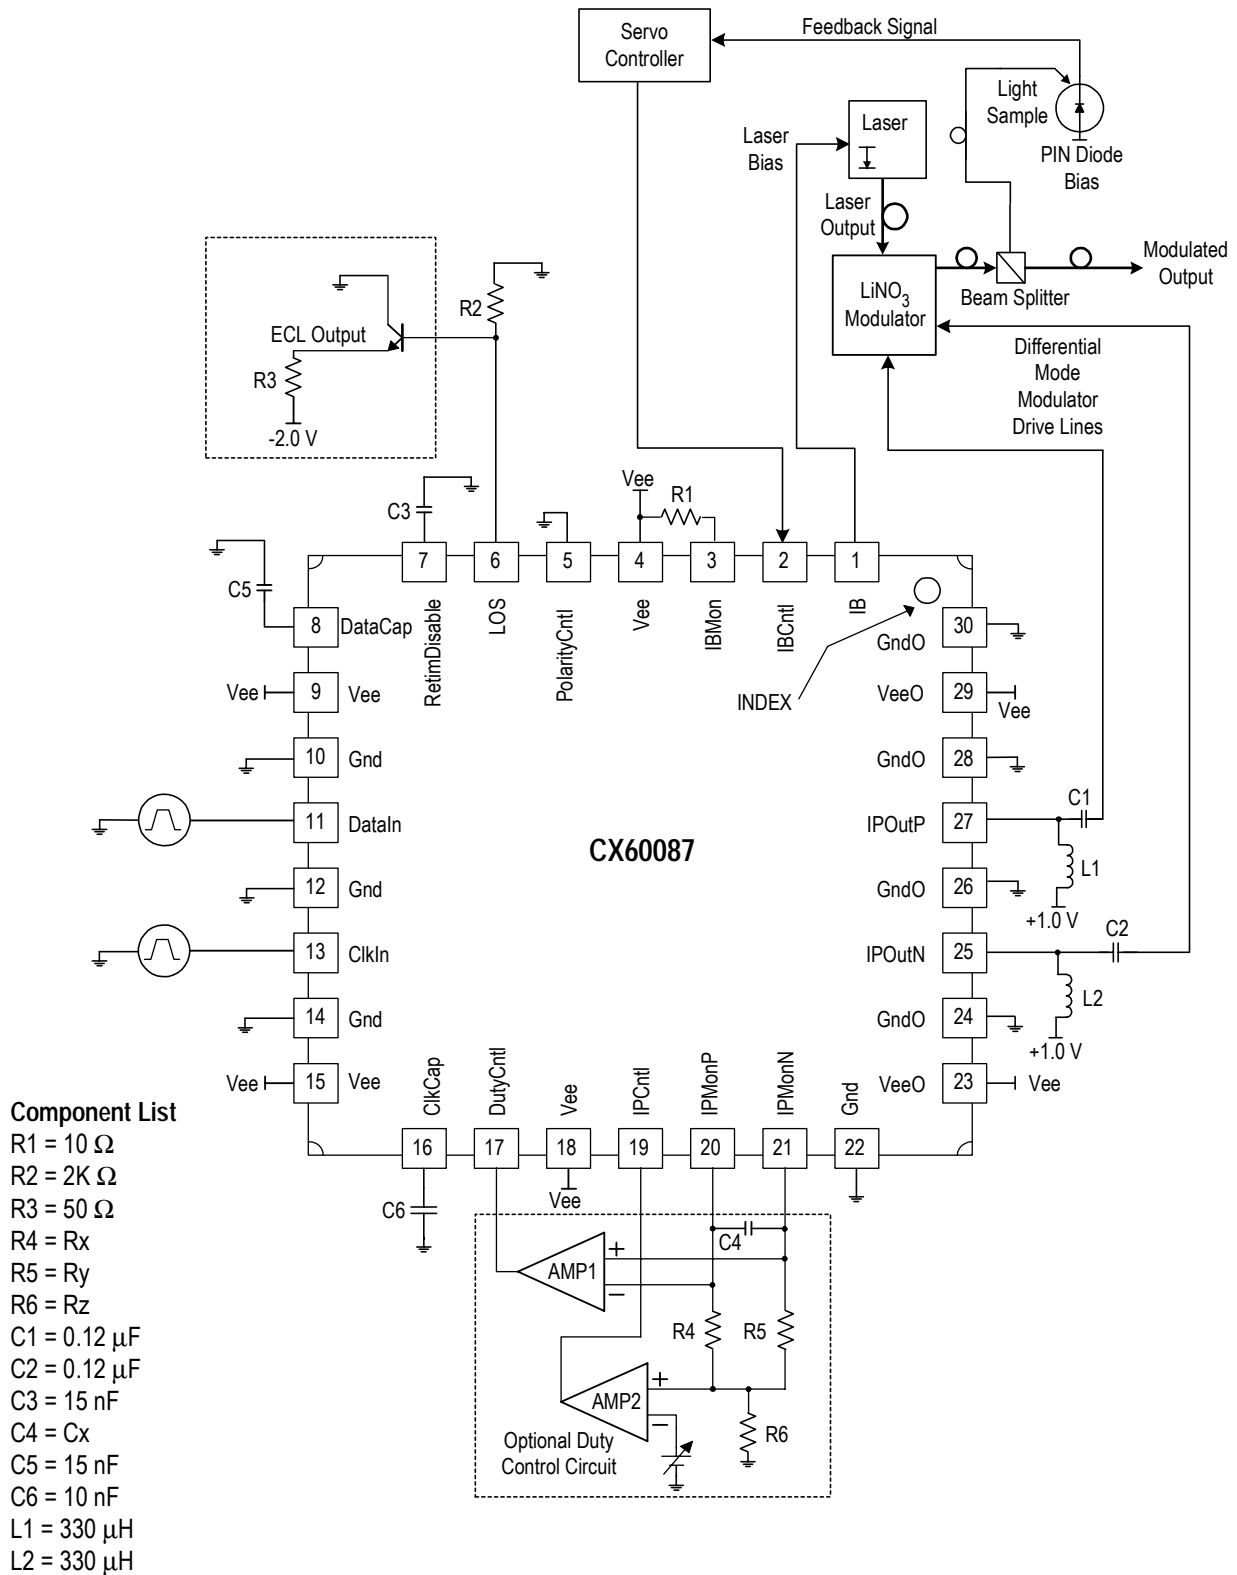 Servo
Controller
Feedback Signal
Light
Sample
PIN Diode
Bias
Laser
Laser
Bias
Laser
Output
LiNO3
Modulator
Beam Splitter
Modulated
Output
Differential
Mode
Modulator
Drive Lines
R2
ECL Output
R3
-2.0 V
C3
Vee
R1
C5
7
6
5
4
3
2
1
RetimDisable
LOS
PolarityCntl
Vee
IBMon
IBCntl
IB
INDEX
8 DataCap
Vee 9 Vee
10 Gnd
11 DataIn
12 Gnd
13 ClkIn
14 Gnd
Vee 15 Vee
CX60087
GndO 30
VeeO 29
Vee
GndO 28
IPOutP 27
C1
L1
+1.0 V
GndO 26
IPOutN 25
C2
L2
+1.0 V
GndO 24
VeeO 23 Vee
ClkCap
DutyCntl
Vee
IPCntl
IPMonP
IPMonN
Gnd
16
17
18
19
20
21
22
C6
Vee
C4
AMP1
+
–
R4
R5
AMP2
+
–
R6
Optional Duty
Control Circuit
Component List
R1 = 10 Ω
R2 = 2K Ω
R3 = 50 Ω
R4 = Rx
R5 = Ry
R6 = Rz
C1 = 0.12 μF
C2 = 0.12 μF
C3 = 15 nF
C4 = Cx
C5 = 15 nF
C6 = 10 nF
L1 = 330 μH
L2 = 330 μH